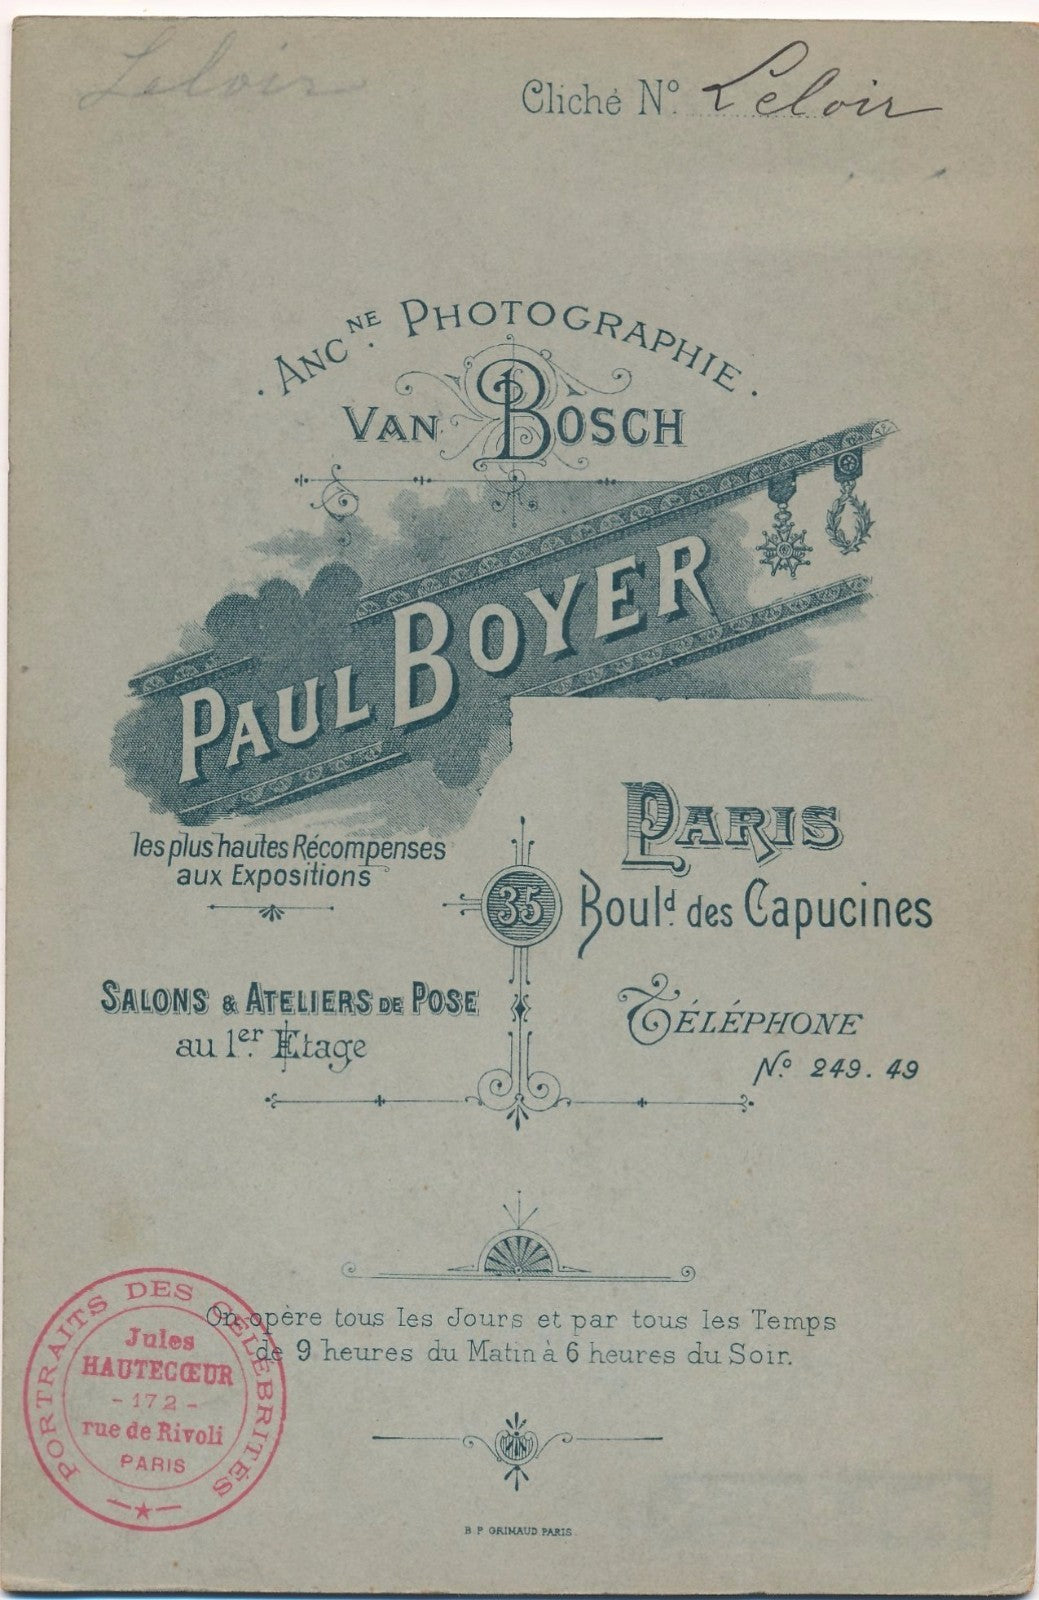 Leloir
Cliché Nº. Leloir
. ANCNE. PHOTOGRAPHIE .
VAN BOSCH
PAUL BOYER
les plus hautes Récompenses
aux Expositions
PARIS
35 Bould. des Capucines
SALONS & ATELIERS DE POSE
au 1er. Etage
TÉLÉPHONE
Nº 249.49
On opère tous les Jours et par tous les Temps
de 9 heures du Matin à 6 heures du Soir.
PORTRAITS DES CÉLÉBRITÉS
Jules
HAUTECŒUR
- 172 -
rue de Rivoli
PARIS
B.P GRIMAUD PARIS.